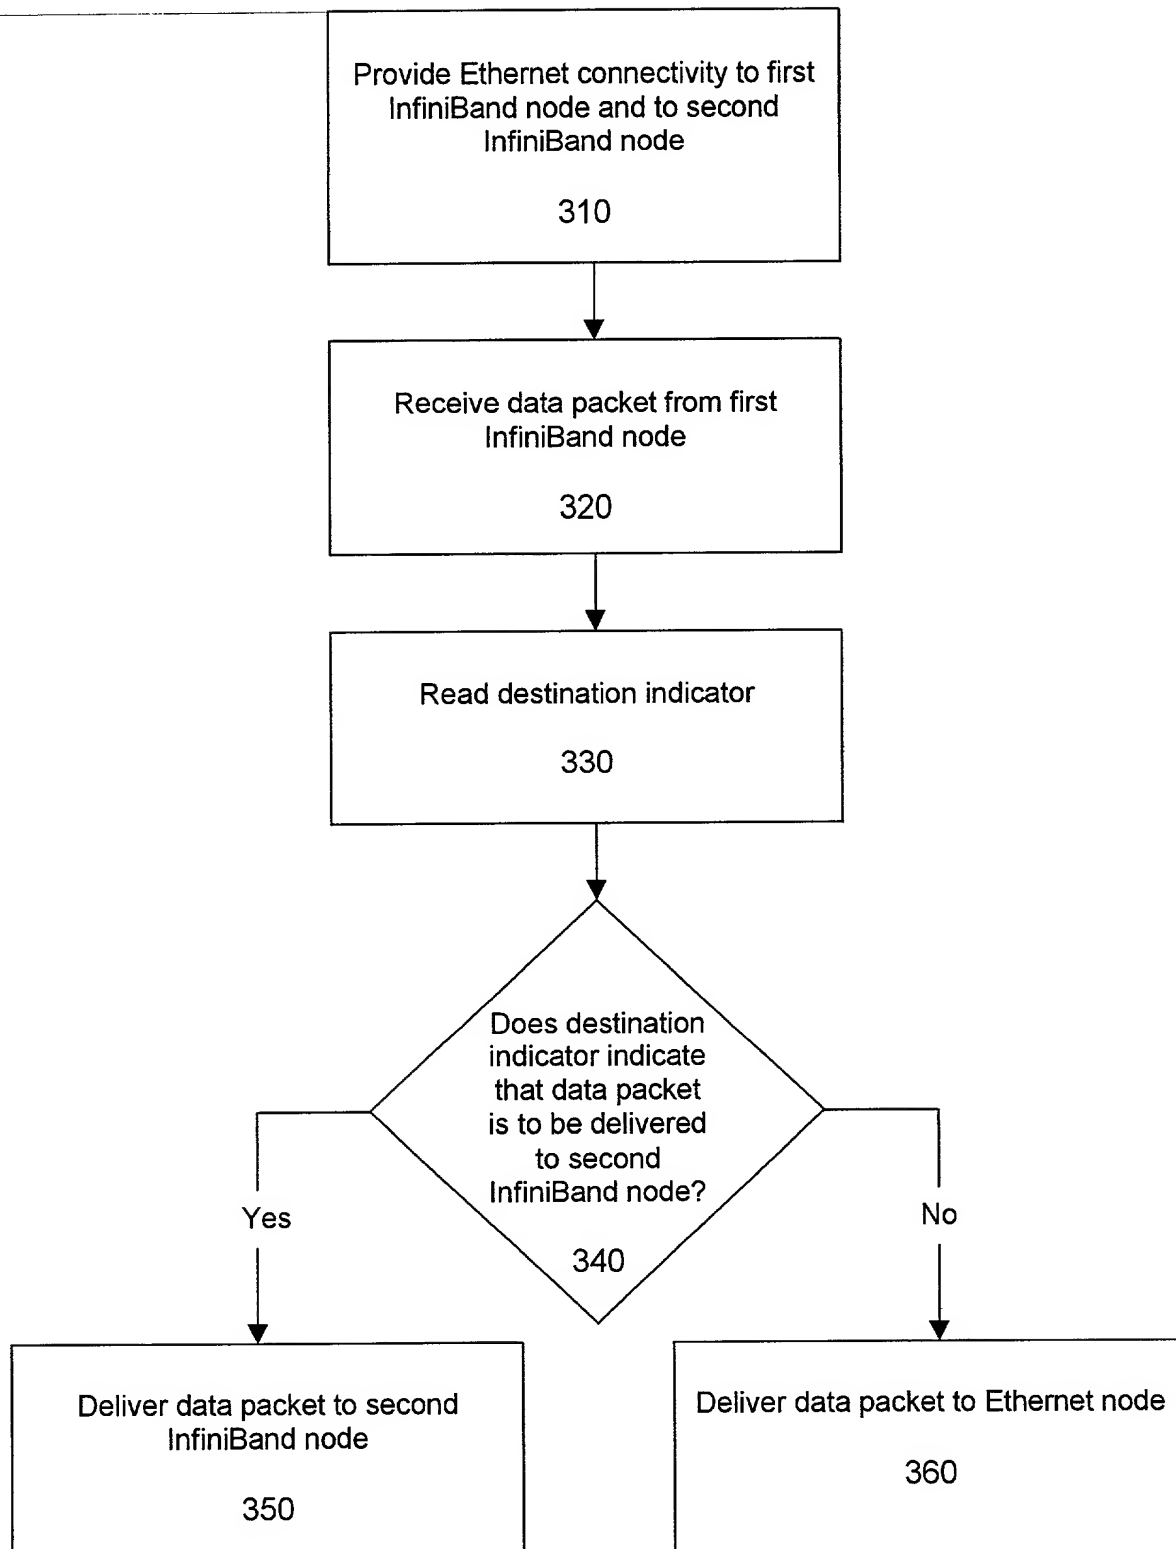 Provide Ethernet connectivity to first
InfiniBand node and to second
InfiniBand node
310
Receive data packet from first
InfiniBand node
320
Read destination indicator
330
Does destination
indicator indicate
that data packet
is to be delivered
to second
InfiniBand node?
340
Yes
No
Deliver data packet to second
InfiniBand node
350
Deliver data packet to Ethernet node
360